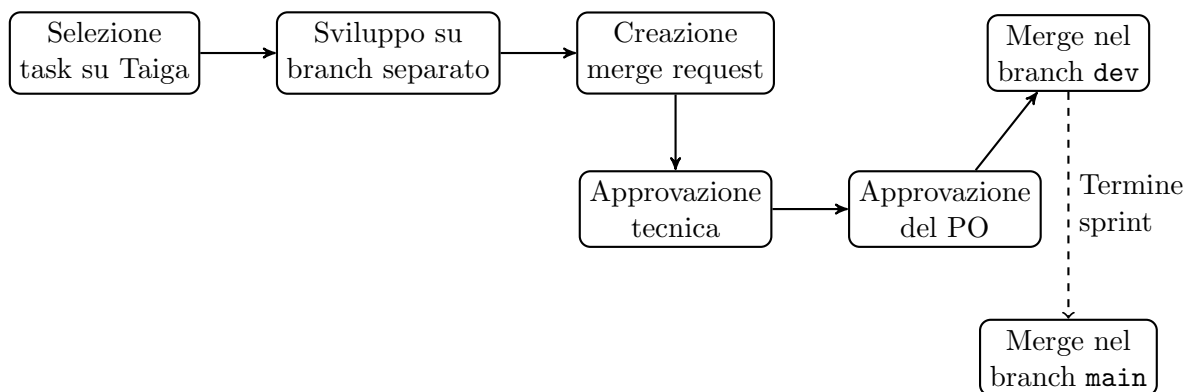 Selezione
task su Taiga
Sviluppo su
branch separato
Creazione
merge request
Merge nel
branch dev
Approvazione
tecnica
Approvazione
del PO
Termine
sprint
Merge nel
branch main